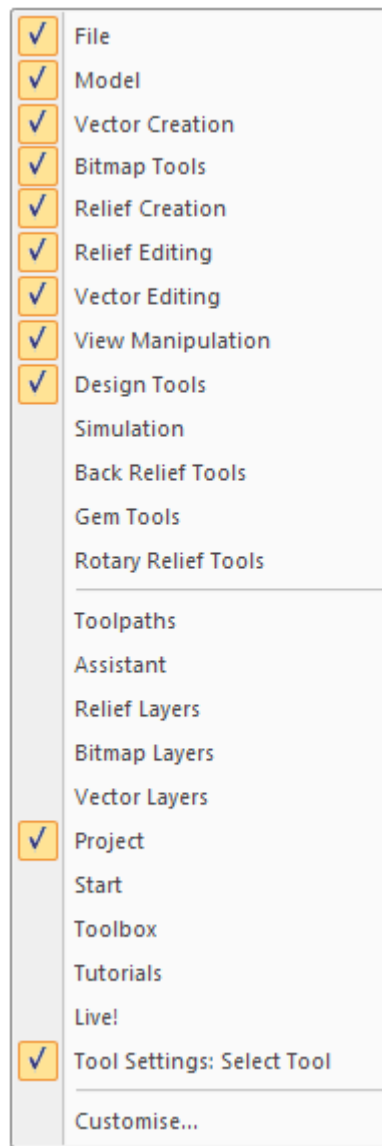 File
Model
Vector Creation
Bitmap Tools
Relief Creation
Relief Editing
Vector Editing
View Manipulation
Design Tools
Simulation
Back Relief Tools
Gem Tools
Rotary Relief Tools
Toolpaths
Assistant
Relief Layers
Bitmap Layers
Vector Layers
Project
Start
Toolbox
Tutorials
Live!
Tool Settings: Select Tool
Customise...